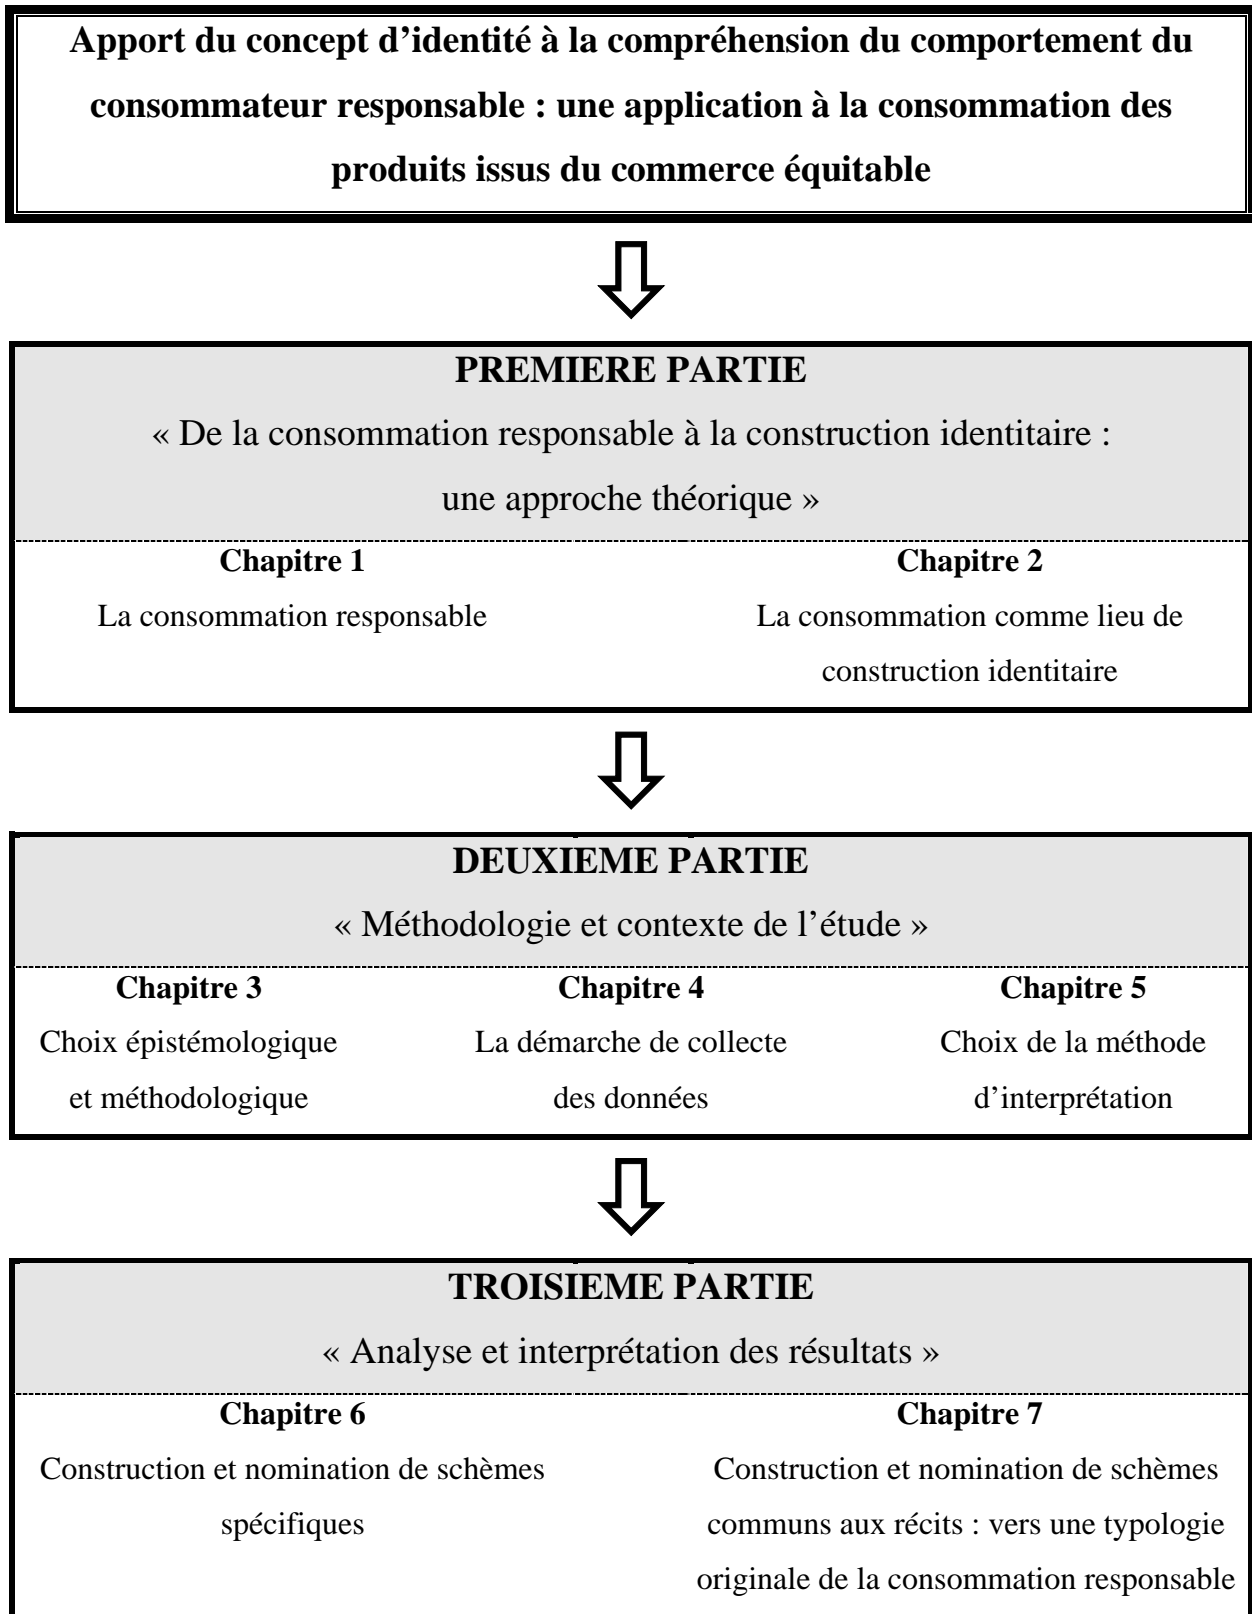 Apport du concept d’identité à la compréhension du comportement du
consommateur responsable : une application à la consommation des
produits issus du commerce équitable
PREMIERE PARTIE
« De la consommation responsable à la construction identitaire :
une approche théorique »
Chapitre 1
La consommation responsable
Chapitre 2
La consommation comme lieu de
construction identitaire
DEUXIEME PARTIE
« Méthodologie et contexte de l’étude »
Chapitre 3
Choix épistémologique
et méthodologique
Chapitre 4
La démarche de collecte
des données
Chapitre 5
Choix de la méthode
d’interprétation
TROISIEME PARTIE
« Analyse et interprétation des résultats »
Chapitre 6
Construction et nomination de schèmes
spécifiques
Chapitre 7
Construction et nomination de schèmes
communs aux récits : vers une typologie
originale de la consommation responsable